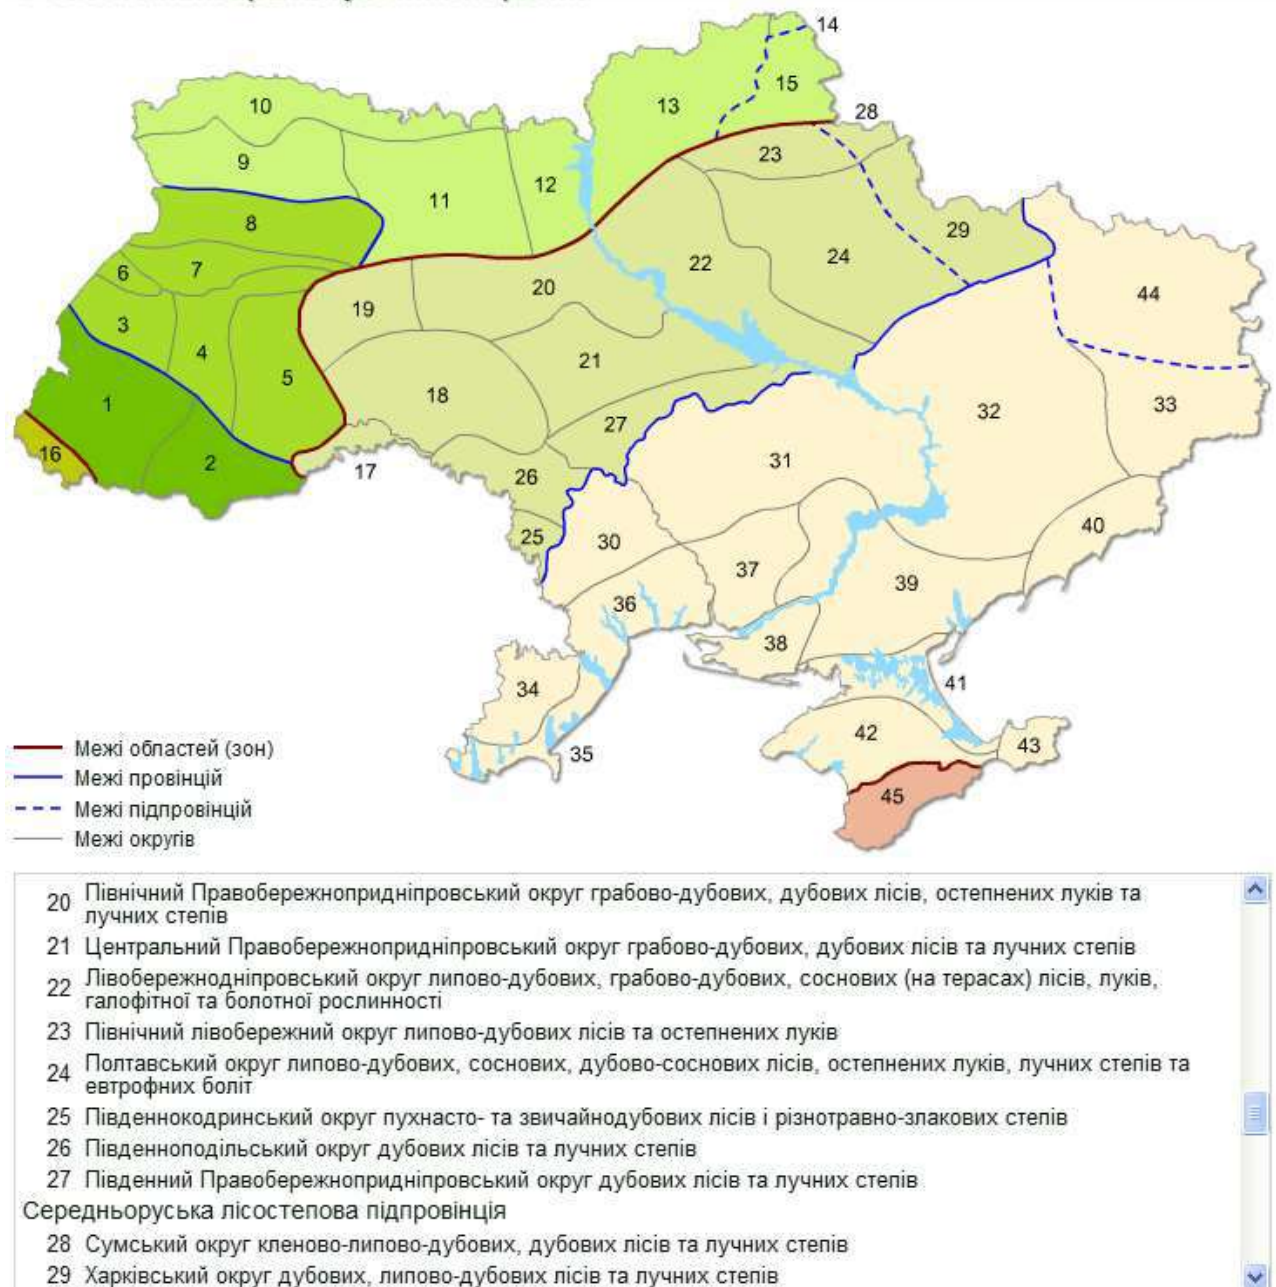 14
15
13
10
28
23
9
12
11
8
29
22
24
7
6
20
44
19
3
4
21
5
18
1
33
32
27
16
31
2
17
26
40
25
30
37
39
36
38
41
34
42
43
35
45
Межі областей (зон)
Межі провінцій
Межі підпровінцій
Межі округів
20 Північний Правобережнопридніпровський округ грабово-дубових, дубових лісів, остепнених луків та
лучних степів
21 Центральний Правобережнопридніпровський округ грабово-дубових, дубових лісів та лучних степів
22 Лівобережнодніпровський округ липово-дубових, грабово-дубових, соснових (на терасах) лісів, луків,
галофітної та болотної рослинності
23 Північний лівобережний округ липово-дубових лісів та остепнених луків
24 Полтавський округ липово-дубових, соснових, дубово-соснових лісів, остепнених луків, лучних степів та
евтрофних боліт
25 Південнокодринський округ пухнасто- та звичайнодубових лісів і різнотравно-злакових степів
26 Південноподільський округ дубових лісів та лучних степів
27 Південний Правобережнопридніпровський округ дубових лісів та лучних степів
Середньоруська лісостепова підпровінція
28 Сумський округ кленово-липово-дубових, дубових лісів та лучних степів
29 Харківський округ дубових, липово-дубових лісів та лучних степів